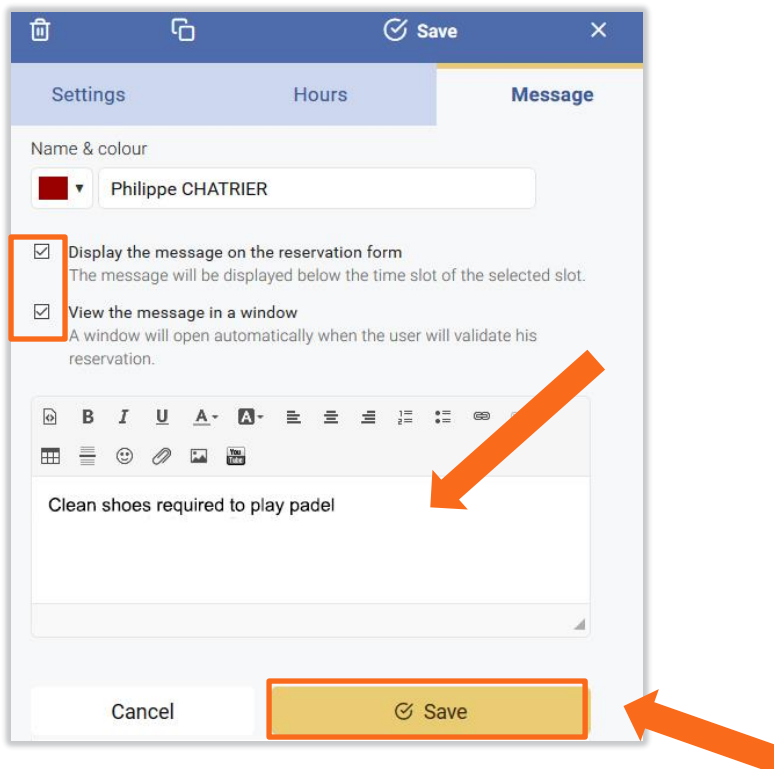 Save
Settings Hours Message
Name & colour
Philippe CHATRIER
Display the message on the reservation form
The message will be displayed below the time slot of the selected slot.
View the message in a window
A window will open automatically when the user will validate his
reservation.
B I U A A
You
Tube
Clean shoes required to play padel
Cancel Save